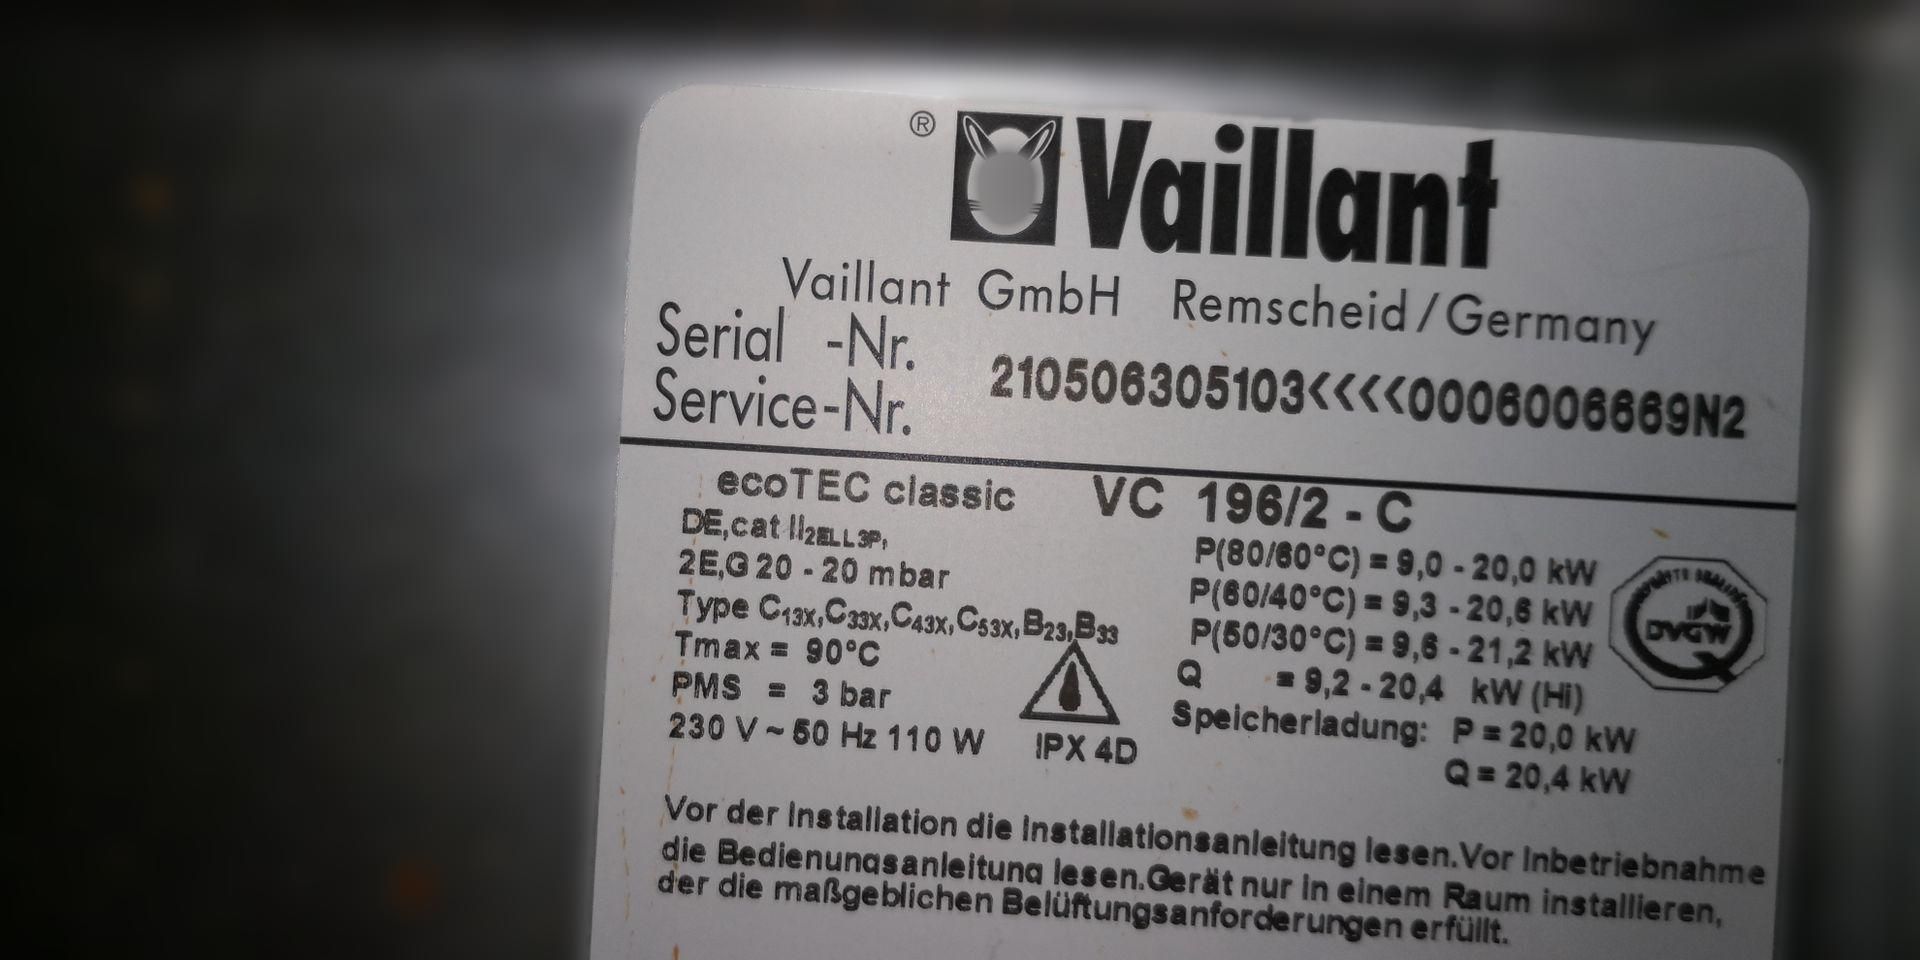 ® Vaillant
Vaillant GmbH Remscheid/Germany
Serial -Nr.
Service-Nr.
210506305103<<<<0006006669N2
ecoTEC classic VC 196/2 - C
DE,cat II2ELL3P,
2E,G 20 - 20 mbar
Type C13X,C33X,C43X,C53X,B23,B33
Tmax = 90°C
PMS = 3 bar
230 V ~ 50 Hz 110 W
IPX 4D
P(80/60°C) = 9,0 - 20,0 kW
P(60/40°C) = 9,3 - 20,6 kW
P(50/30°C) = 9,6 - 21,2 kW
Q = 9,2 - 20,4 kW (Hi)
Speicherladung: P = 20,0 kW
Q = 20,4 kW
DVGW
Vor der Installation die Installationsanleitung lesen.Vor Inbetriebnahme
die Bedienungsanleitung lesen.Gerät nur in einem Raum installieren,
der die maßgeblichen Belüftungsanforderungen erfüllt.